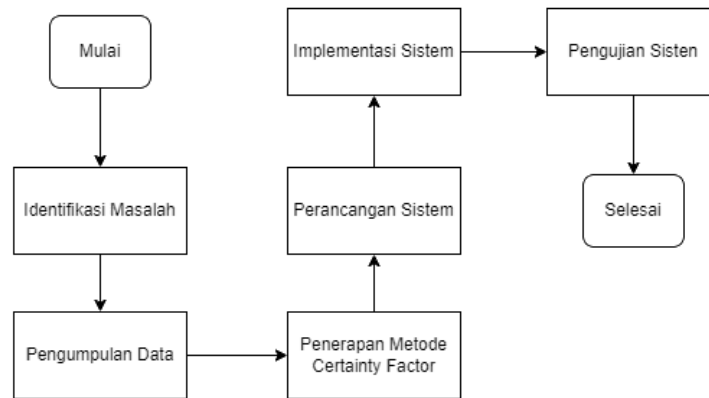 Mulai
Identifikasi Masalah
Pengumpulan Data
Penerapan Metode
Certainty Factor
Perancangan Sistem
Implementasi Sistem
Pengujian Sisten
Selesai